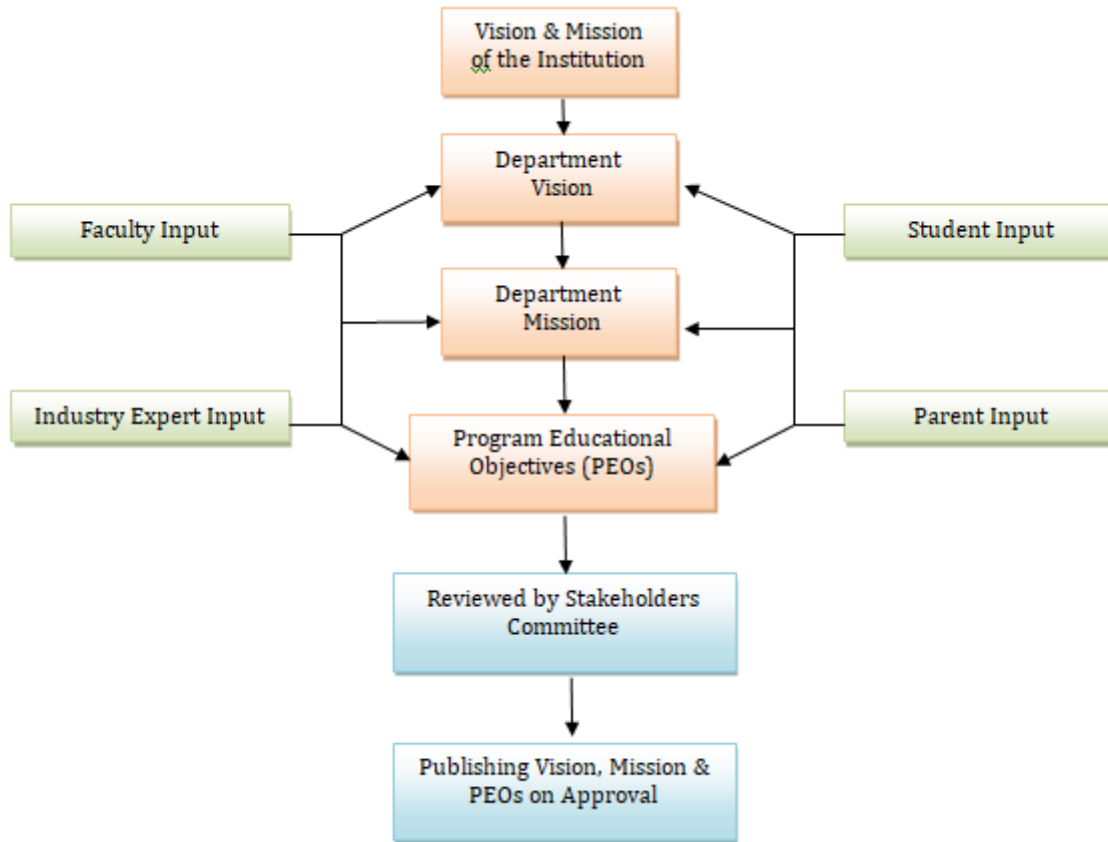 Vision & Mission
of the Institution
Department
Vision
Faculty Input
Student Input
Department
Mission
Industry Expert Input
Parent Input
Program Educational
Objectives (PEOs)
Reviewed by Stakeholders
Committee
Publishing Vision, Mission &
PEOs on Approval